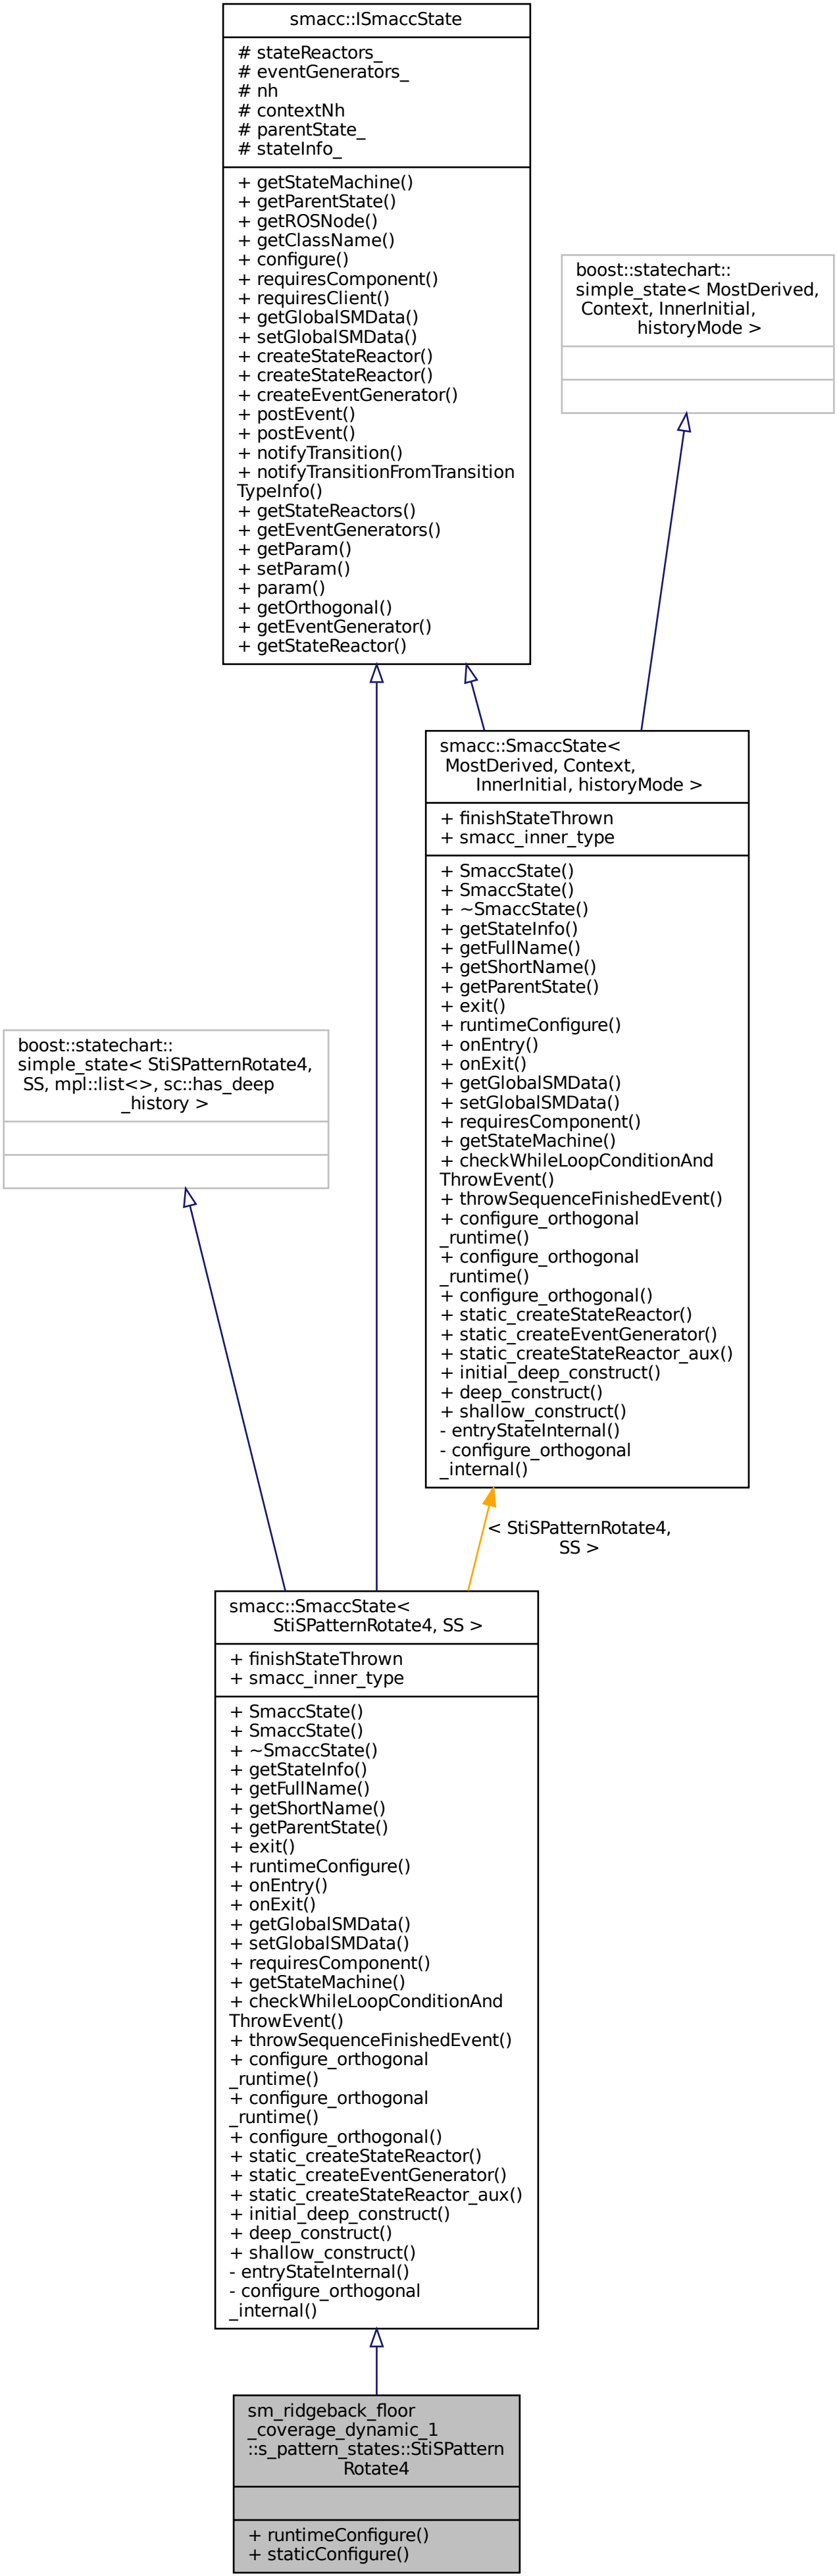 smacc::ISmaccState
# stateReactors_
# eventGenerators_
# nh
# contextNh
# parentState_
# stateInfo_
+ getStateMachine()
+ getParentState()
+ getROSNode()
+ getClassName()
+ configure()
+ requiresComponent()
+ requiresClient()
+ getGlobalSMData()
+ setGlobalSMData()
+ createStateReactor()
+ createStateReactor()
+ createEventGenerator()
+ postEvent()
+ postEvent()
+ notifyTransition()
+ notifyTransitionFromTransition
TypeInfo()
+ getStateReactors()
+ getEventGenerators()
+ getParam()
+ setParam()
+ param()
+ getOrthogonal()
+ getEventGenerator()
+ getStateReactor()
boost::statechart::
simple_state< MostDerived,
Context, InnerInitial,
historyMode >
smacc::SmaccState<
MostDerived, Context,
InnerInitial, historyMode >
+ finishStateThrown
+ smacc_inner_type
+ SmaccState()
+ SmaccState()
+ ~SmaccState()
+ getStateInfo()
+ getFullName()
+ getShortName()
+ getParentState()
+ exit()
+ runtimeConfigure()
+ onEntry()
+ onExit()
+ getGlobalSMData()
+ setGlobalSMData()
+ requiresComponent()
+ getStateMachine()
+ checkWhileLoopConditionAnd
ThrowEvent()
+ throwSequenceFinishedEvent()
+ configure_orthogonal
_runtime()
+ configure_orthogonal
_runtime()
+ configure_orthogonal()
+ static_createStateReactor()
+ static_createEventGenerator()
+ static_createStateReactor_aux()
+ initial_deep_construct()
+ deep_construct()
+ shallow_construct()
- entryStateInternal()
- configure_orthogonal
_internal()
boost::statechart::
simple_state< StiSPatternRotate4,
SS, mpl::list<>, sc::has_deep
_history >
< StiSPatternRotate4,
SS >
smacc::SmaccState<
StiSPatternRotate4, SS >
+ finishStateThrown
+ smacc_inner_type
+ SmaccState()
+ SmaccState()
+ ~SmaccState()
+ getStateInfo()
+ getFullName()
+ getShortName()
+ getParentState()
+ exit()
+ runtimeConfigure()
+ onEntry()
+ onExit()
+ getGlobalSMData()
+ setGlobalSMData()
+ requiresComponent()
+ getStateMachine()
+ checkWhileLoopConditionAnd
ThrowEvent()
+ throwSequenceFinishedEvent()
+ configure_orthogonal
_runtime()
+ configure_orthogonal
_runtime()
+ configure_orthogonal()
+ static_createStateReactor()
+ static_createEventGenerator()
+ static_createStateReactor_aux()
+ initial_deep_construct()
+ deep_construct()
+ shallow_construct()
- entryStateInternal()
- configure_orthogonal
_internal()
sm_ridgeback_floor
_coverage_dynamic_1
::s_pattern_states::StiSPattern
Rotate4
+ runtimeConfigure()
+ staticConfigure()